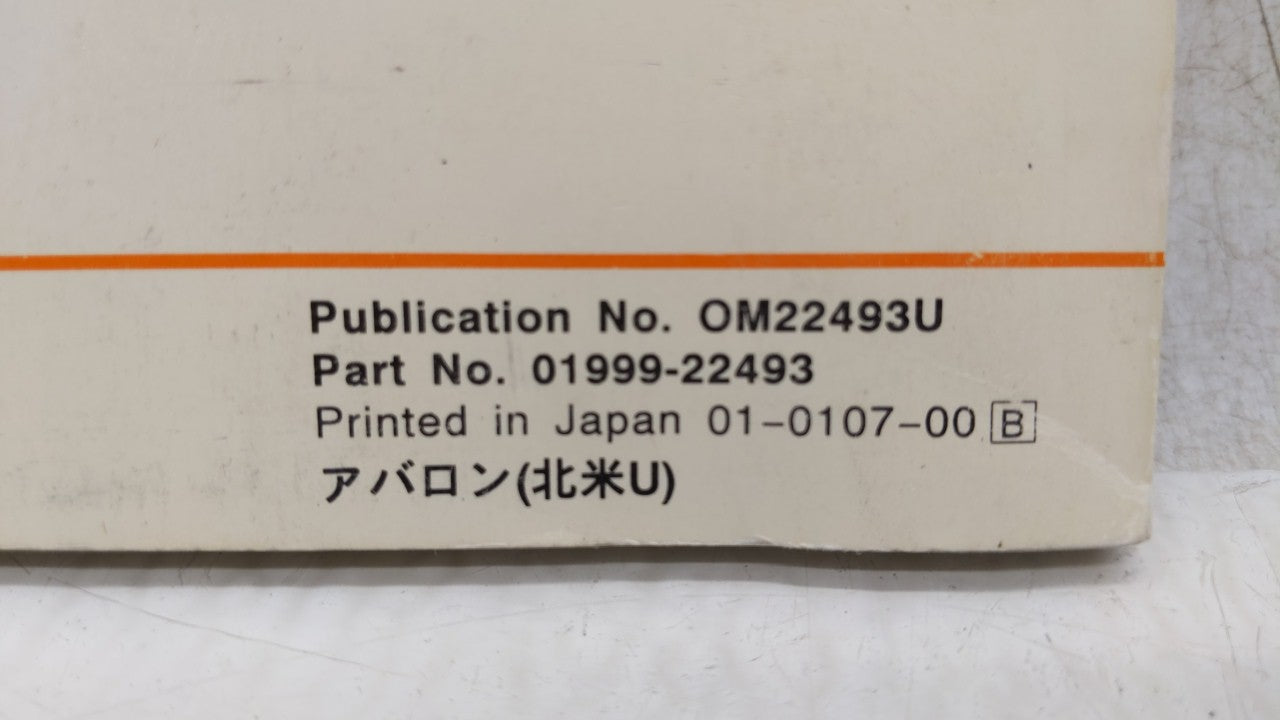 Publication No. OM22493U
Part No. 01999-22493
Printed in Japan 01-0107-00 B
アバロン(北米U)